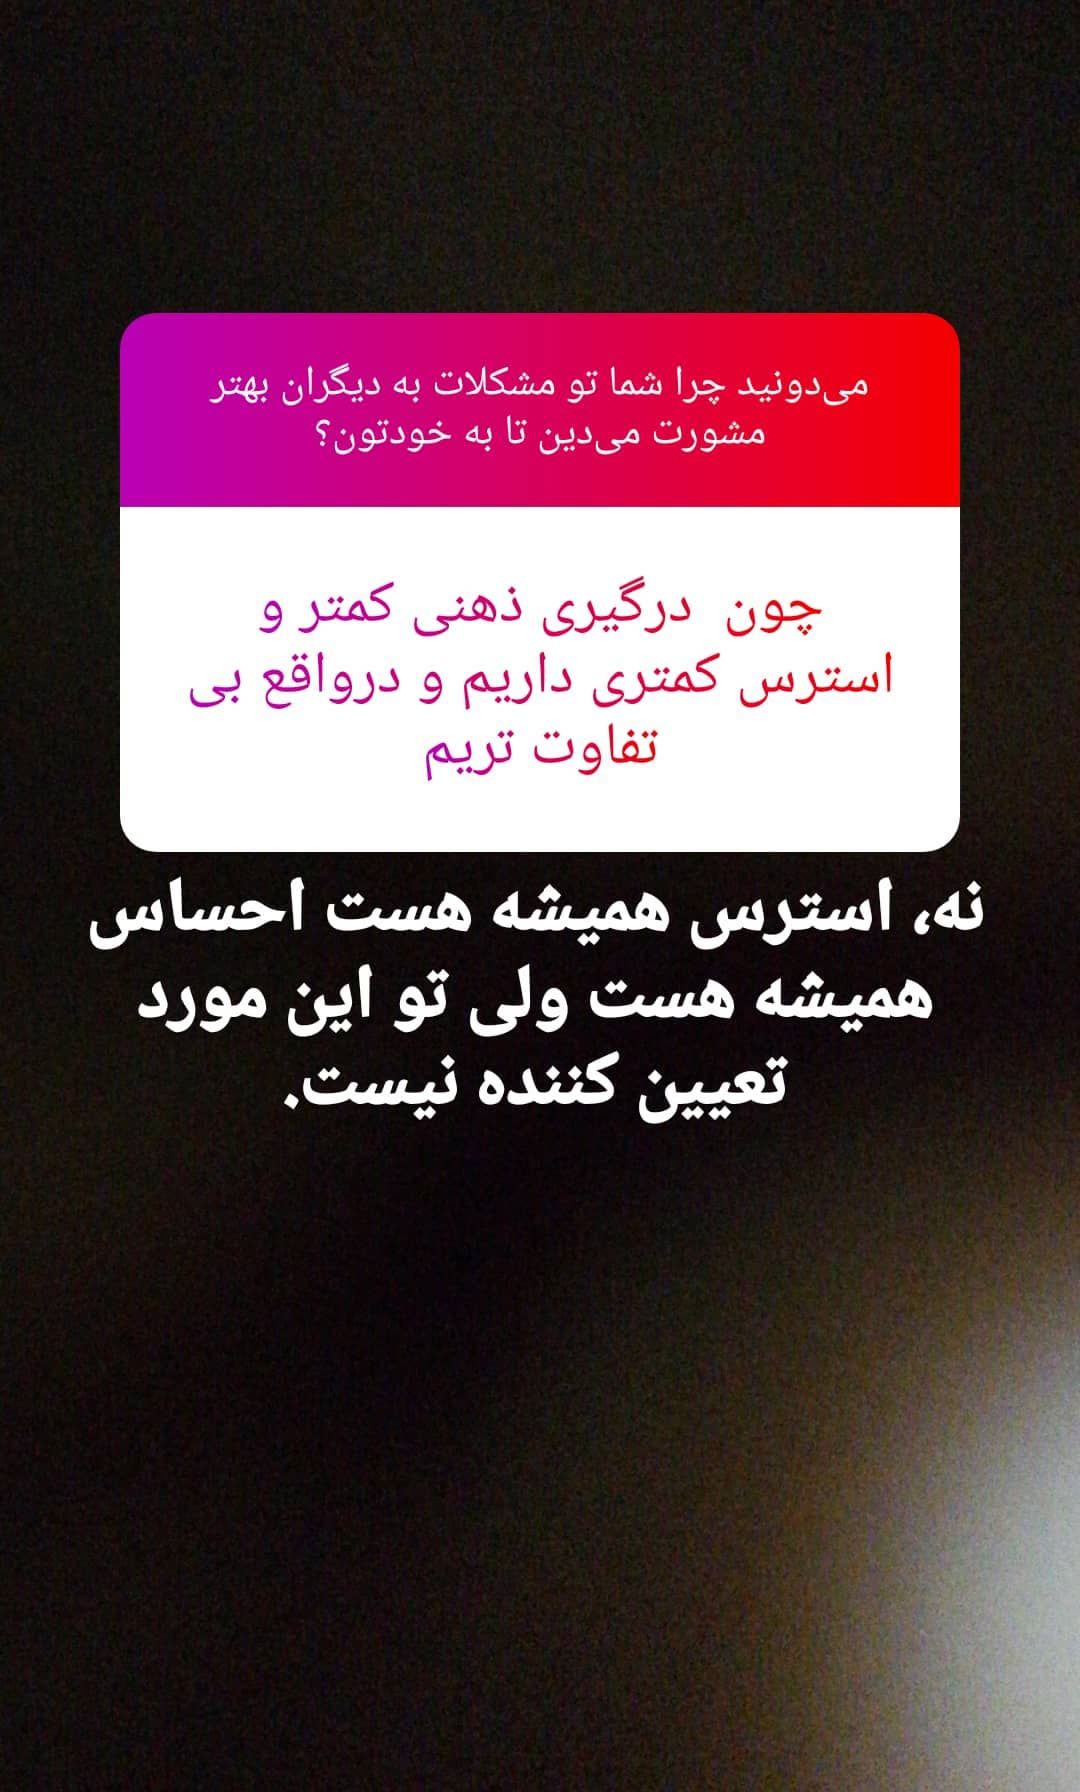 می‌دونید چرا شما تو مشکلات به دیگران بهتر
مشورت می‌دین تا به خودتون؟
چون  درگیری ذهنی کمتر و
استرس کمتری داریم و درواقع بی
تفاوت تریم
نه، استرس همیشه هست احساس
همیشه هست ولی تو این مورد
تعیین کننده نیست.